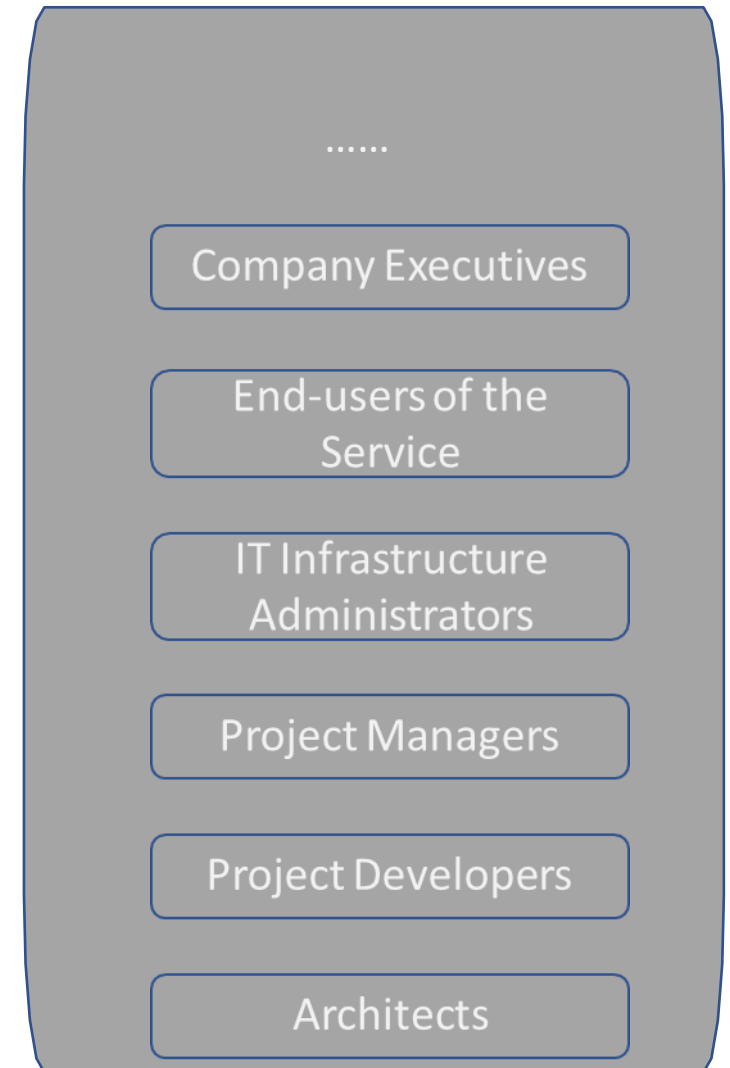 ......
Company Executives
End-users of the
Service
IT Infrastructure
Administrators
Project Managers
Project Developers
Architects